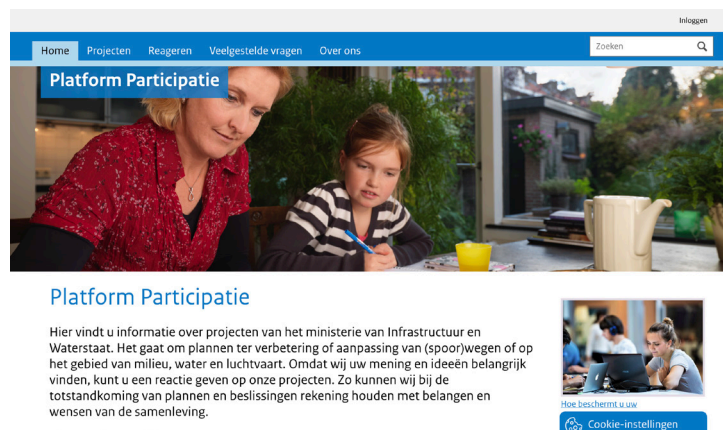 Inloggen
Home Projecten Reageren Veelgestelde vragen Over ons Zoeken
Platform Participatie
Platform Participatie
Hier vindt u informatie over projecten van het ministerie van Infrastructuur en
Waterstaat. Het gaat om plannen ter verbetering of aanpassing van (spoor)wegen of op
het gebied van milieu, water en luchtvaart. Omdat wij uw mening en ideeën belangrijk
vinden, kunt u een reactie geven op onze projecten. Zo kunnen wij bij de
totstandkoming van plannen en beslissingen rekening houden met belangen en
wensen van de samenleving.
Hoe beschermt u uw
Cookie-instellingen